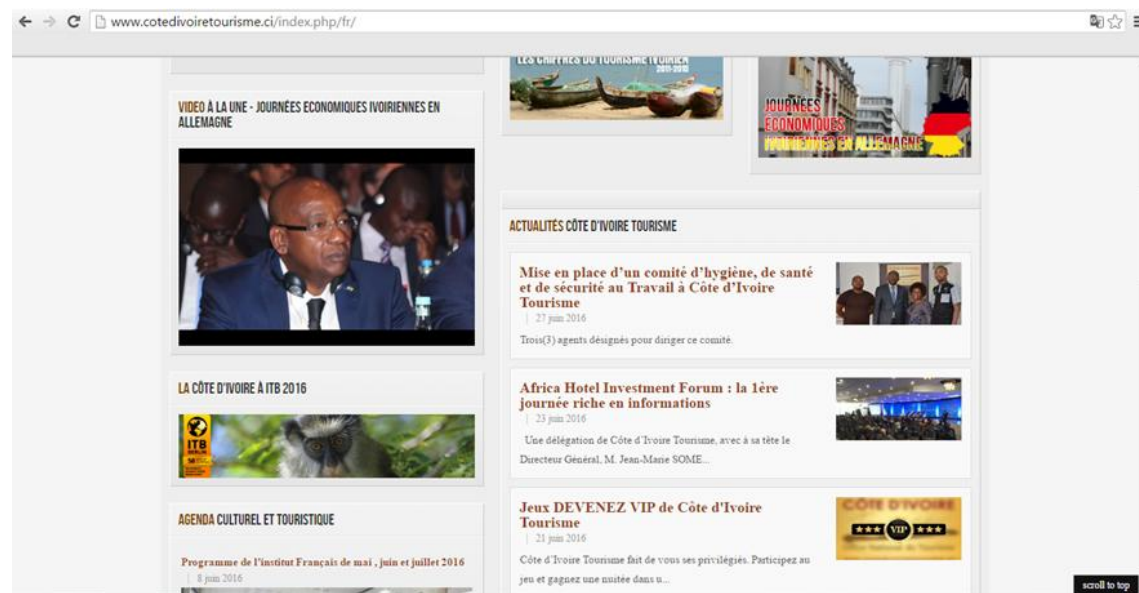 www.cotedivoiretourisme.ci/index.php/fr/
LES CHIFFRES DU TOURISME IVOIRIEN
JOURNÉES
ÉCONOMIQUES
IVOIRIENNES EN ALLEMAGNE
VIDEO À LA UNE - JOURNÉES ECONOMIQUES IVOIRIENNES EN
ALLEMAGNE
LA CÔTE D'IVOIRE À ITB 2016
ITB
BERLIN
AGENDA CULTUREL ET TOURISTIQUE
Programme de l'institut Français de mai , juin et juillet 2016
| 8 juin 2016
ACTUALITÉS CÔTE D'IVOIRE TOURISME
Mise en place d'un comité d'hygiène, de santé
et de sécurité au Travail à Côte d'Ivoire
Tourisme
| 27 juin 2016
Trois(3) agents désignés pour diriger ce comité.
Africa Hotel Investment Forum : la 1ère
journée riche en informations
| 23 juin 2016
Une délégation de Côte d'Ivoire Tourisme, avec à sa tête le
Directeur Général, M. Jean-Marie SOME...
Jeux DEVENEZ VIP de Côte d'Ivoire
Tourisme
| 21 juin 2016
Côte d'Ivoire Tourisme fait de vous ses privilégiés. Participez au
jeu et gagnez une nuitée dans u...
CÔTE D'IVOIRE
VIP
scroll to top